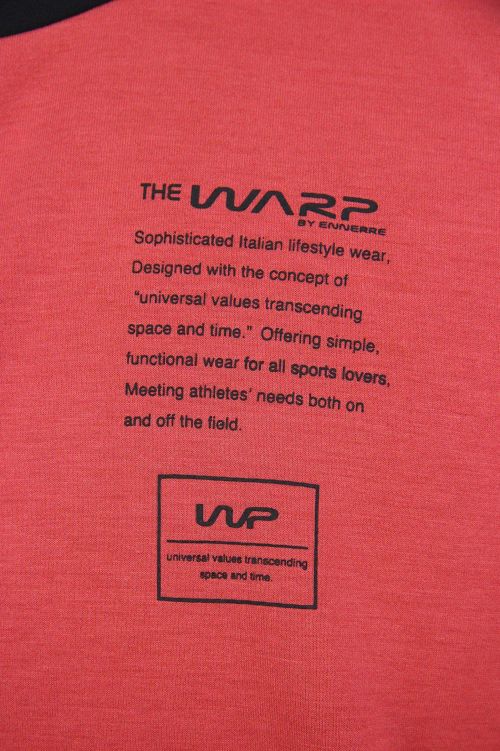 THE WARP
BY ENNERRE
Sophisticated Italian lifestyle wear,
Designed with the concept of
"universal values transcending
space and time." Offering simple,
functional wear for all sports lovers,
Meeting athletes' needs both on
and off the field.
WP
universal values transcending
space and time.